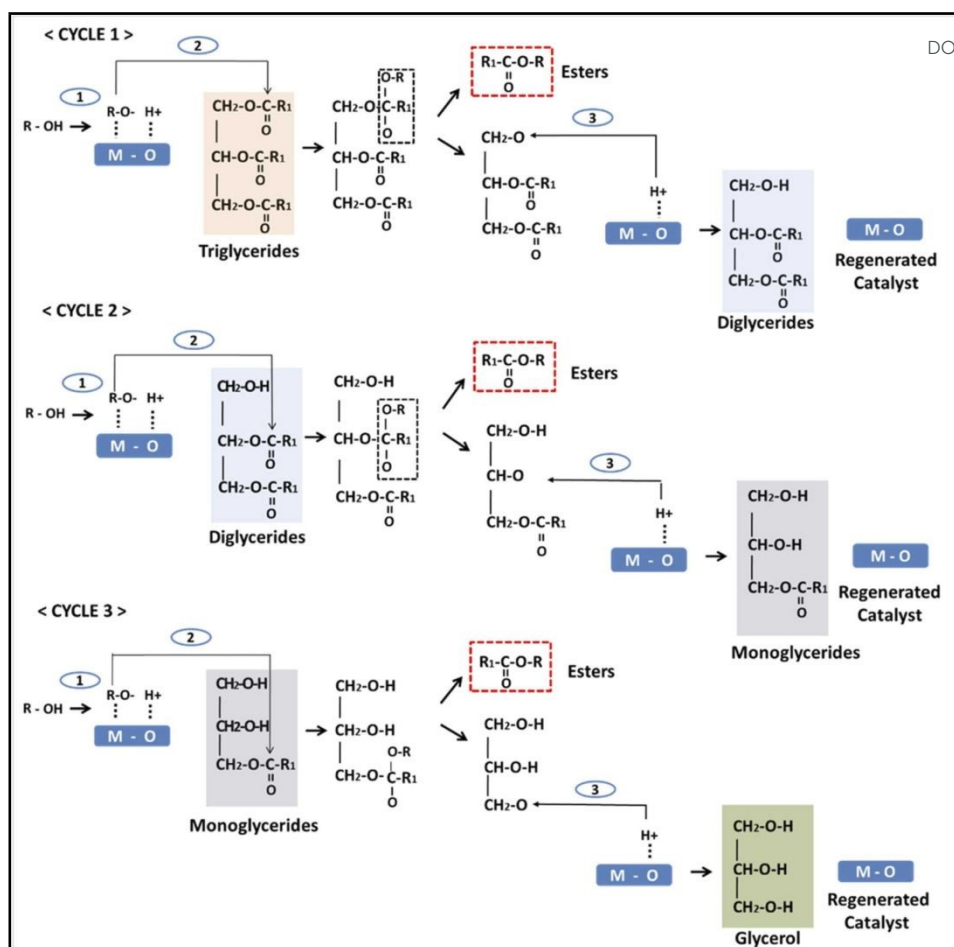 DO
< CYCLE 1 >
2
1
R - OH
R-O- H+
M - O
CH₂-O-C-R₁
O
CH-O-C-R₁
O
CH₂-O-C-R₁
O
Triglycerides
O-R
CH₂-O-C-R₁
O
CH-O-C-R₁
O
CH₂-O-C-R₁
O
R₁-C-O-R
O
Esters
CH₂-O
CH-O-C-R₁
O
CH₂-O-C-R₁
O
3
H+
M - O
CH₂-O-H
CH-O-C-R₁
O
CH₂-O-C-R₁
O
Diglycerides
M - O
Regenerated
Catalyst
< CYCLE 2 >
2
1
R - OH
R-O- H+
M - O
CH₂-O-H
CH₂-O-C-R₁
O
CH₂-O-C-R₁
O
Diglycerides
CH₂-O-H
O-R
CH-O-C-R₁
O
CH₂-O-C-R₁
O
R₁-C-O-R
O
Esters
CH₂-O-H
CH-O
CH₂-O-C-R₁
O
3
H+
M - O
CH₂-O-H
CH-O-H
CH₂-O-C-R₁
O
Monoglycerides
M - O
Regenerated
Catalyst
< CYCLE 3 >
2
1
R - OH
R-O- H+
M - O
CH₂-O-H
CH₂-O-H
CH₂-O-C-R₁
O
Monoglycerides
CH₂-O-H
CH-O-H
O-R
CH₂-O-C-R₁
O
R₁-C-O-R
O
Esters
CH₂-O-H
CH-O-H
CH₂-O
3
H+
M - O
CH₂-O-H
CH-O-H
CH₂-O-H
Glycerol
M - O
Regenerated
Catalyst